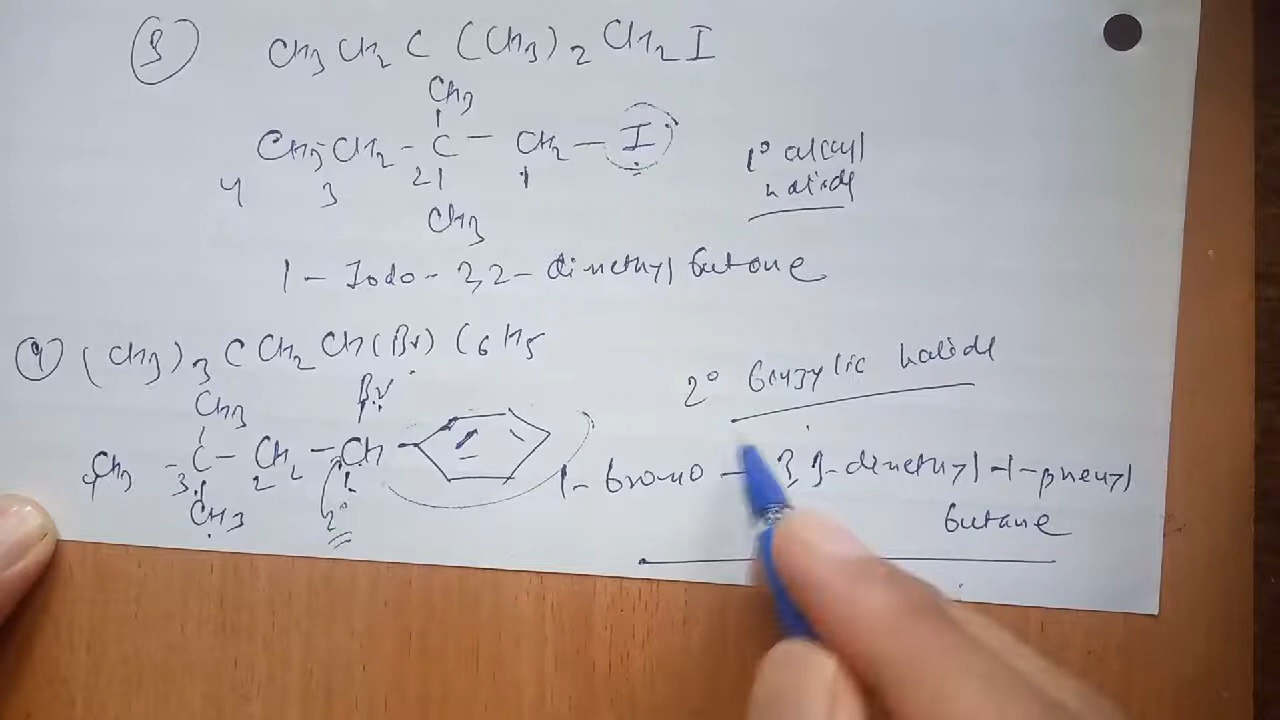 3 CH3 CH2 C (CH3)2 CH2 I
CH3
CH3 CH2 - C - CH2 - I
4 3 2 1
CH3
1° alkyl
halide
1 - Iodo - 2,2 - dimethyl butane
4 (CH3)3 C CH2 CH(Br) C6H5
2° Benzylic halide
CH3 Br
CH3 - C - CH2 - CH -
3 2 1
CH3 2°
1- bromo - 3,3-dimethyl-1-phenyl
butane